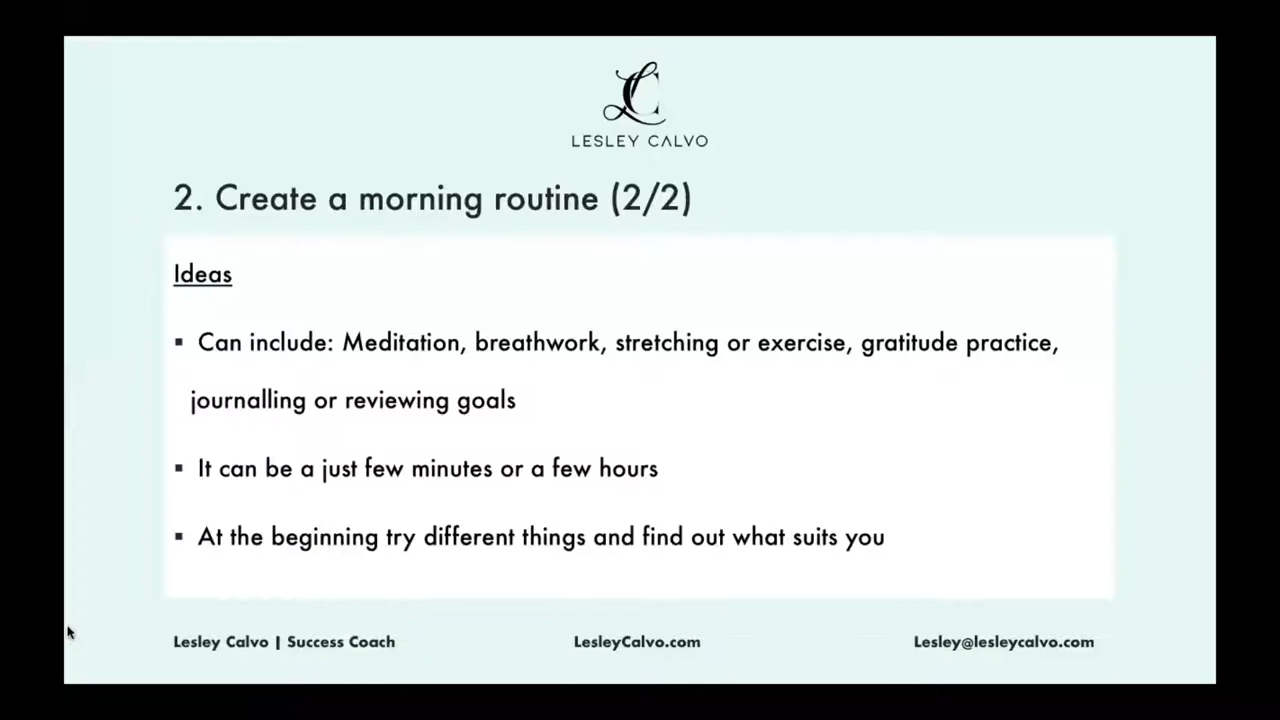 LC
LESLEY CALVO
2. Create a morning routine (2/2)
Ideas
▪ Can include: Meditation, breathwork, stretching or exercise, gratitude practice,
journalling or reviewing goals
▪ It can be a just few minutes or a few hours
▪ At the beginning try different things and find out what suits you
Lesley Calvo | Success Coach LesleyCalvo.com Lesley@lesleycalvo.com